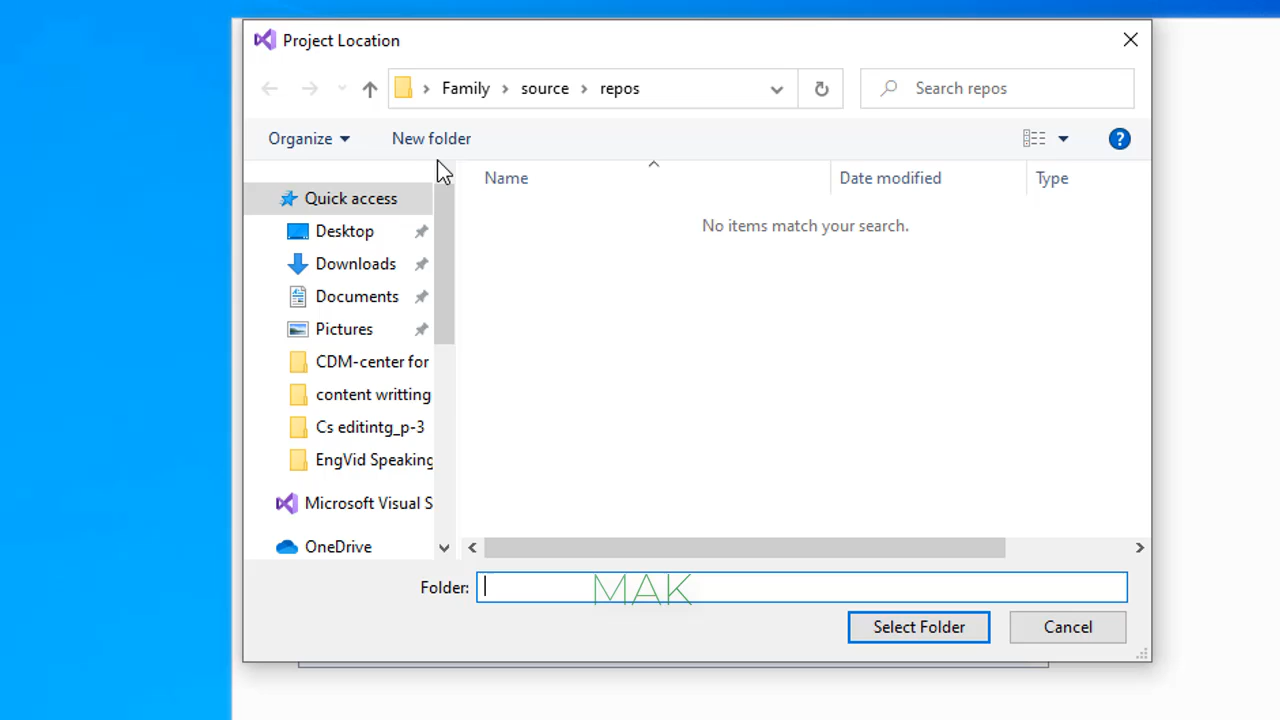 Project Location
Family source repos
Search repos
Organize New folder
Name Date modified Type
No items match your search.
Quick access
Desktop
Downloads
Documents
Pictures
CDM-center for
content writting
Cs editintg_p-3
EngVid Speaking
Microsoft Visual S
OneDrive
Folder: MAK
Select Folder Cancel